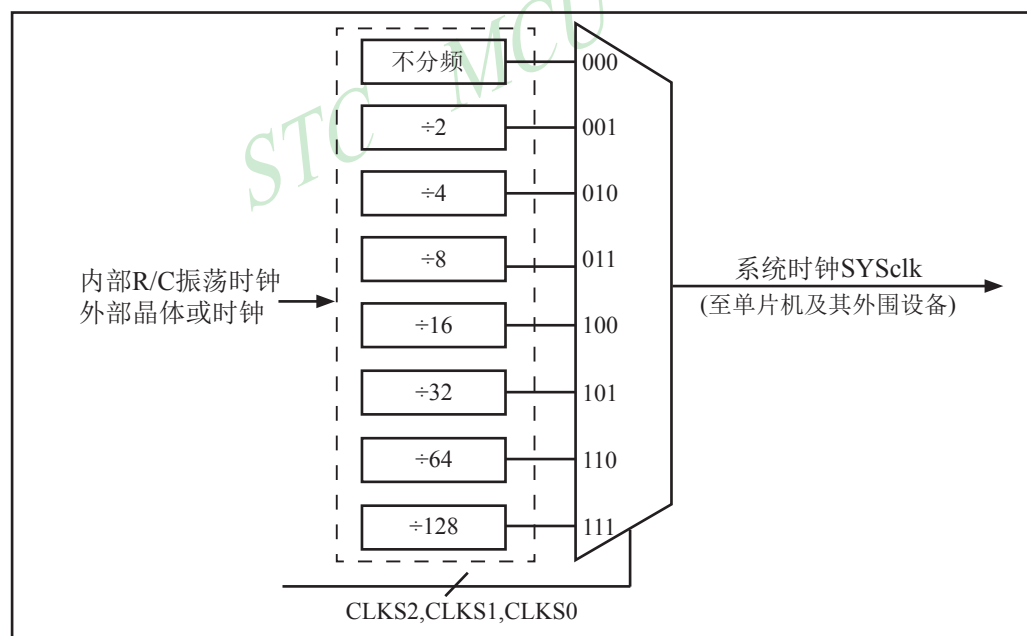 STC MCU
不分频
000
÷2
001
÷4
010
÷8
011
÷16
100
÷32
101
÷64
110
÷128
111
内部R/C振荡时钟
外部晶体或时钟
系统时钟SYSclk
(至单片机及其外围设备)
CLKS2,CLKS1,CLKS0